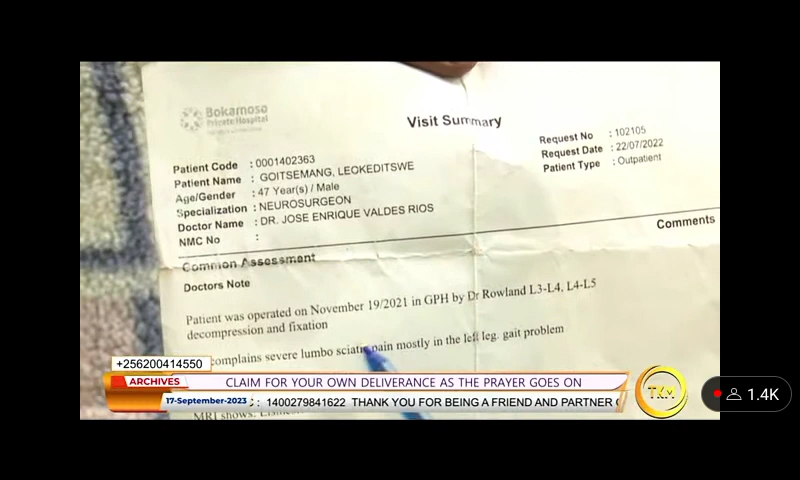 Bokamoso
Private Hospital
Visit Summary
Request No : 102105
Request Date : 22/07/2022
Patient Type : Outpatient
Patient Code : 0001402363
Patient Name : GOITSEMANG, LEOKEDITSWE
Age/Gender : 47 Year(s) / Male
Specialization : NEUROSURGEON
Doctor Name : DR. JOSE ENRIQUE VALDES RIOS
NMC No :
Comments
Common Assessment
Doctors Note
Patient was operated on November 19/2021 in GPH by Dr Rowland L3-L4, L4-L5
decompression and fixation
complains severe lumbo sciatic pain mostly in the left leg. gait problem
MRI shows,
+256200414550
ARCHIVES
CLAIM FOR YOUR OWN DELIVERANCE AS THE PRAYER GOES ON
17-September-2023
: 1400279841622 THANK YOU FOR BEING A FRIEND AND PARTNER
TKM
1.4K